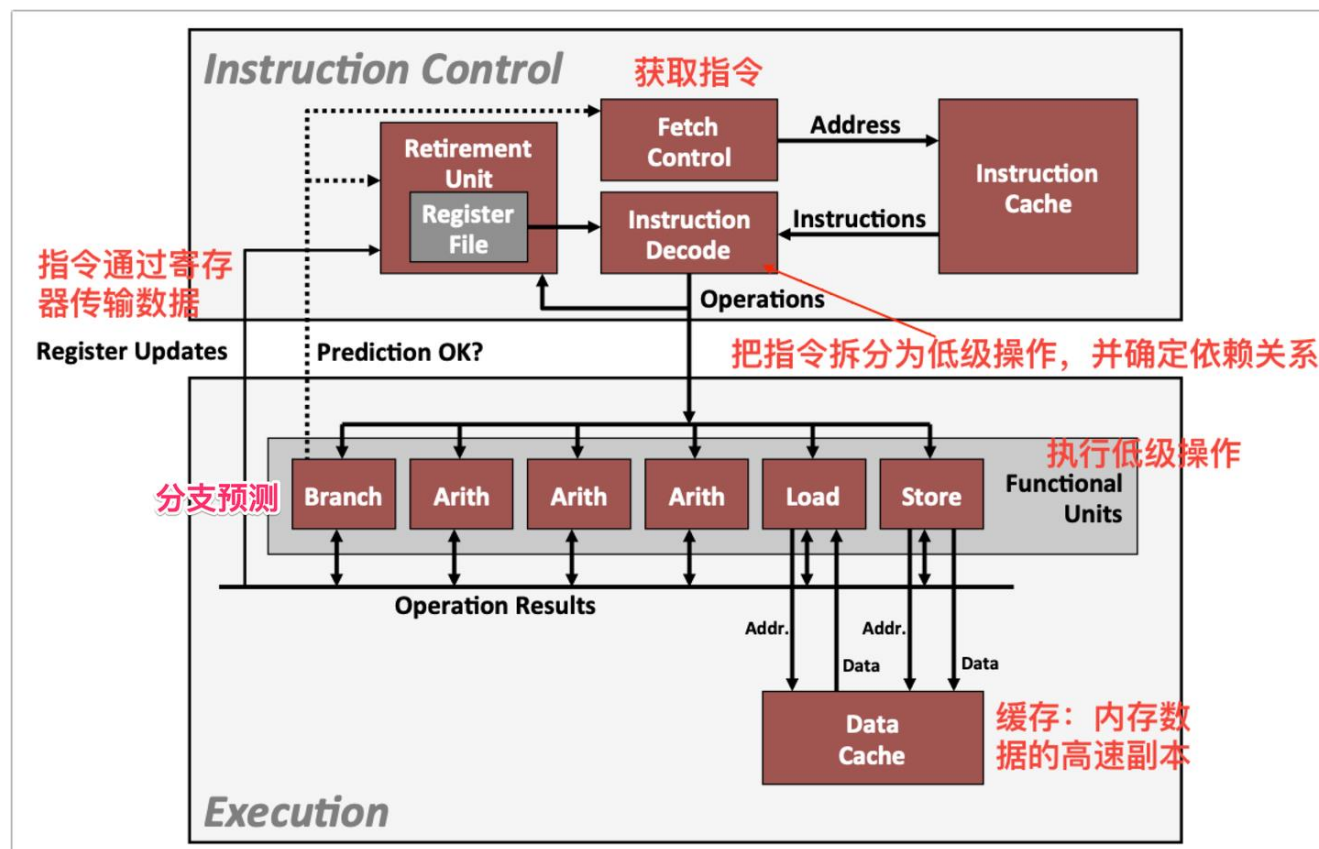 Instruction Control
获取指令
Fetch
Control
Address
Instruction
Cache
Retirement
Unit
Register
File
Instruction
Decode
Instructions
指令通过寄存
器传输数据
Operations
Register Updates
Prediction OK?
把指令拆分为低级操作，并确定依赖关系
执行低级操作
分支预测
Branch
Arith
Arith
Arith
Load
Store
Functional
Units
Operation Results
Addr.
Addr.
Data
Data
Data
Cache
缓存：内存数
据的高速副本
Execution